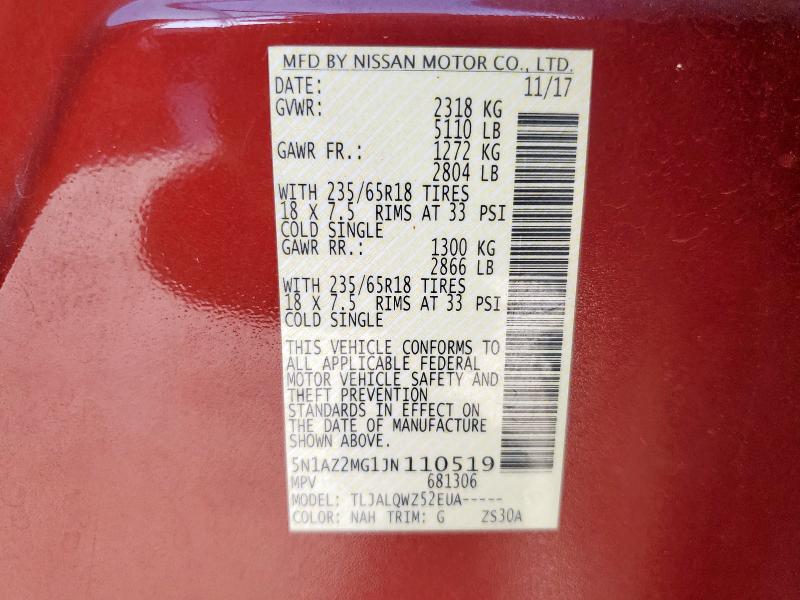 MFD BY NISSAN MOTOR CO., LTD.
DATE: 11/17
GVWR: 2318 KG
5110 LB
GAWR FR.: 1272 KG
2804 LB
WITH 235/65R18 TIRES
18 X 7.5 RIMS AT 33 PSI
COLD SINGLE
GAWR RR.: 1300 KG
2866 LB
WITH 235/65R18 TIRES
18 X 7.5 RIMS AT 33 PSI
COLD SINGLE
THIS VEHICLE CONFORMS TO
ALL APPLICABLE FEDERAL
MOTOR VEHICLE SAFETY AND
THEFT PREVENTION
STANDARDS IN EFFECT ON
THE DATE OF MANUFACTURE
SHOWN ABOVE.
5N1AZ2MG1JN110519
MPV 681306
MODEL: TLJALQWZ52EUA-----
COLOR: NAH TRIM: G ZS30A